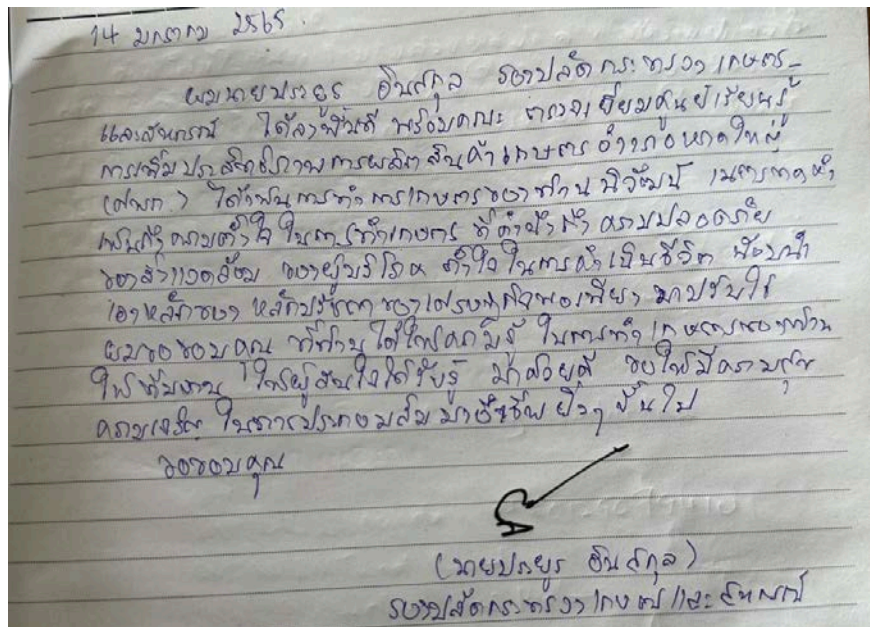 14 มกราคม 2565.
ผมนายประยูร อินสกุล รองปลัดกระทรวงเกษตร-
และสหกรณ์ ได้ลงพื้นที่ พร้อมคณะ ตรวจเยี่ยมศูนย์เรียนรู้
การเพิ่มประสิทธิภาพการผลิตสินค้าเกษตร อำเภอหาดใหญ่
(ศพก.) ได้เห็นการทำการเกษตรของท่าน
เห็นถึงความตั้งใจ ในการทำเกษตร ที่คำนึงถึง ความปลอดภัย
ของสิ่งแวดล้อม ของผู้บริโภค ตั้งใจในการดำเนินชีวิต น้อมนำ
เอาหลักของ หลักปรัชญาของเศรษฐกิจพอเพียง มาปรับใช้
ผมขอขอบคุณ ที่ท่านได้ให้ความรู้ ในการทำเกษตรของท่าน
ให้ทีมงาน ให้ผู้สนใจได้รับรู้ มาด้วยดี ขอให้มีความสุข
ความเจริญ ในการประกอบสัมมาอาชีพยิ่งๆ ขึ้นไป
ขอขอบคุณ
(นายประยูร อินสกุล)
รองปลัดกระทรวงเกษตรและสหกรณ์